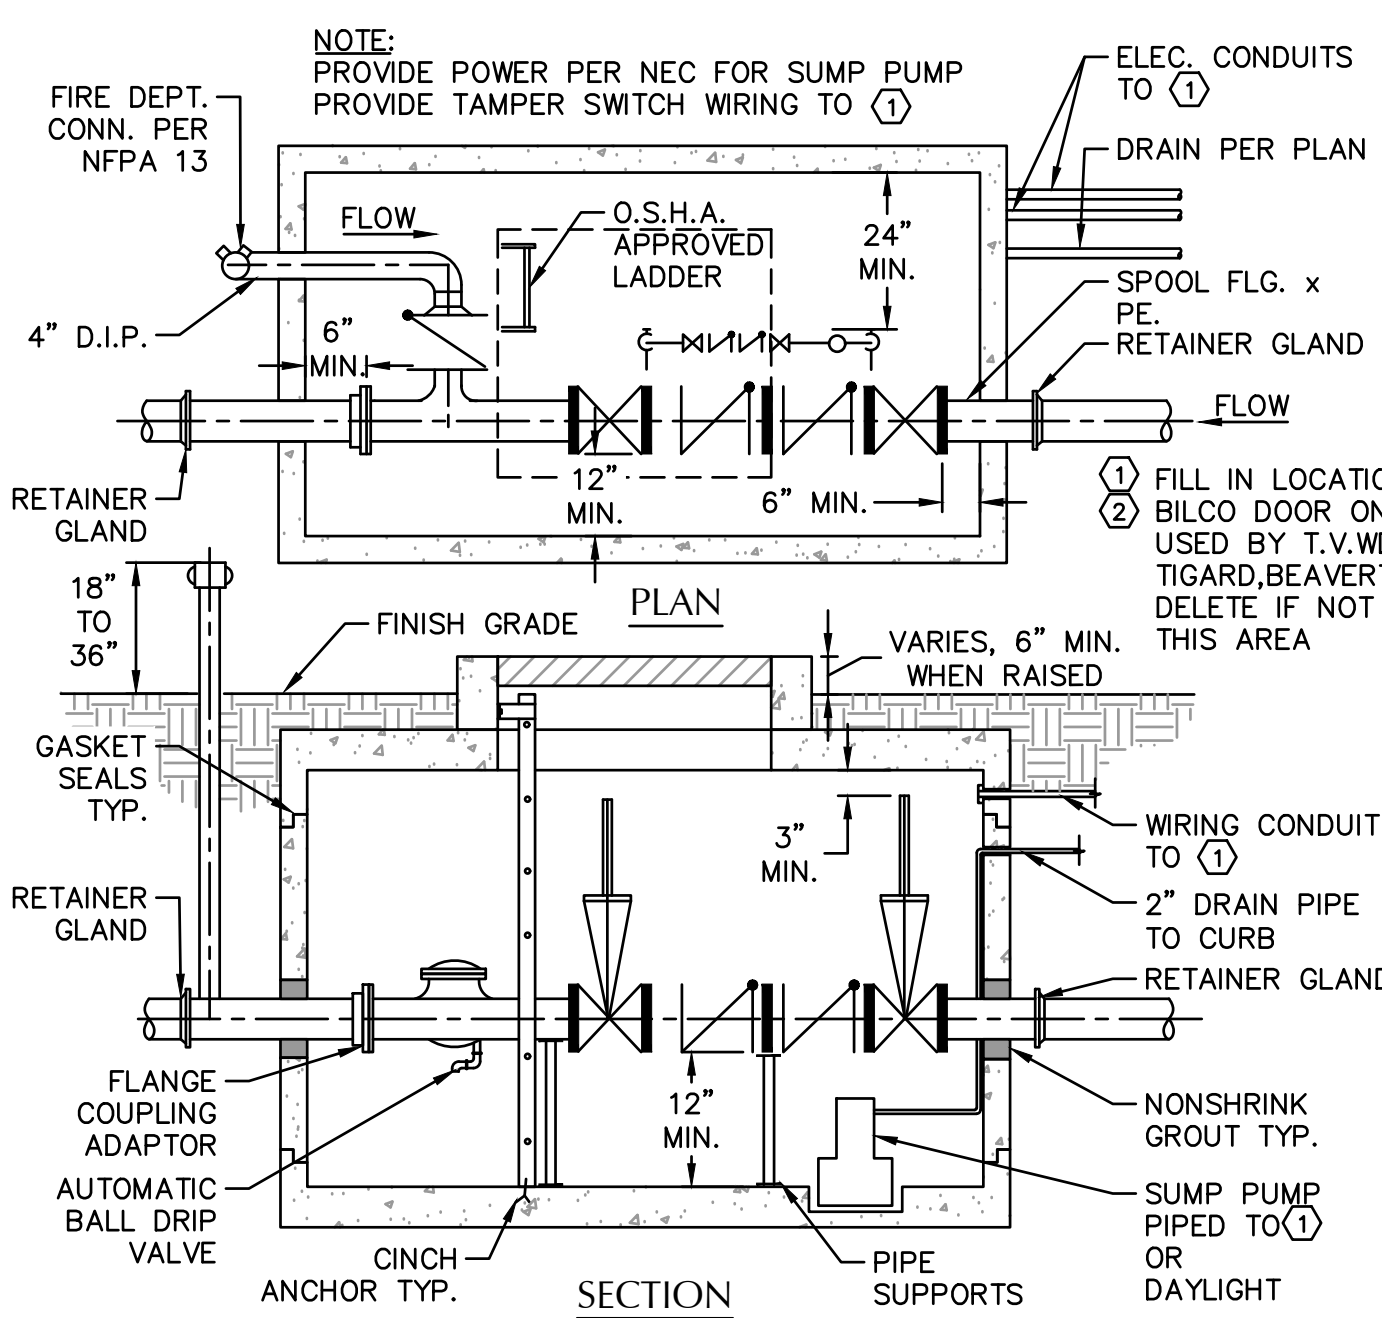 NOTE:
PROVIDE POWER PER NEC FOR SUMP PUMP
PROVIDE TAMPER SWITCH WIRING TO 1
FIRE DEPT.
CONN. PER
NFPA 13
ELEC. CONDUITS
TO 1
DRAIN PER PLAN
FLOW
O.S.H.A.
APPROVED
LADDER
24”
MIN.
SPOOL FLG. x
PE.
RETAINER GLAND
4” D.I.P.
6”
MIN.
FLOW
RETAINER
GLAND
12”
MIN.
6” MIN.
1 FILL IN
2 BILCO DOOR
USED BY
DELETE IF NOT
THIS AREA
PLAN
18”
TO
36”
FINISH GRADE
VARIES, 6” MIN.
WHEN RAISED
GASKET
SEALS
TYP.
3”
MIN.
WIRING CONDUIT
TO 1
RETAINER
GLAND
2” DRAIN PIPE
TO CURB
RETAINER GLAND
FLANGE
COUPLING
ADAPTOR
12”
MIN.
NONSHRINK
GROUT TYP.
AUTOMATIC
BALL DRIP
VALVE
SUMP PUMP
PIPED TO 1
OR
DAYLIGHT
CINCH
ANCHOR TYP.
PIPE
SUPPORTS
SECTION